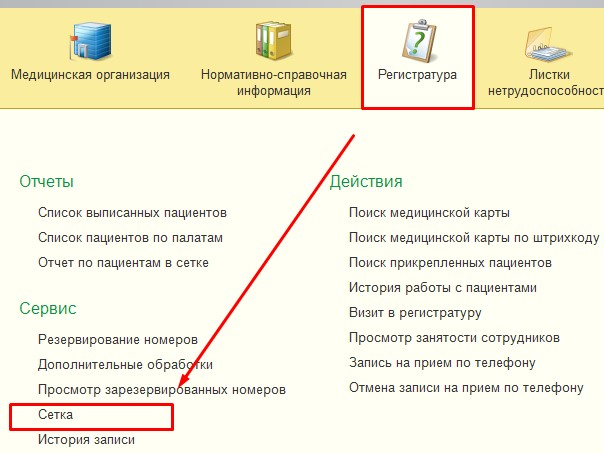 Медицинская организация
Нормативно-справочная
информация
Регистратура
Листки
нетрудоспособност
Отчеты
Список выписанных пациентов
Список пациентов по палатам
Отчет по пациентам в сетке
Сервис
Резервирование номеров
Дополнительные обработки
Просмотр зарезервированных номеров
Сетка
История записи
Действия
Поиск медицинской карты
Поиск медицинской карты по штрихкоду
Поиск прикрепленных пациентов
История работы с пациентами
Визит в регистратуру
Просмотр занятости сотрудников
Запись на прием по телефону
Отмена записи на прием по телефону